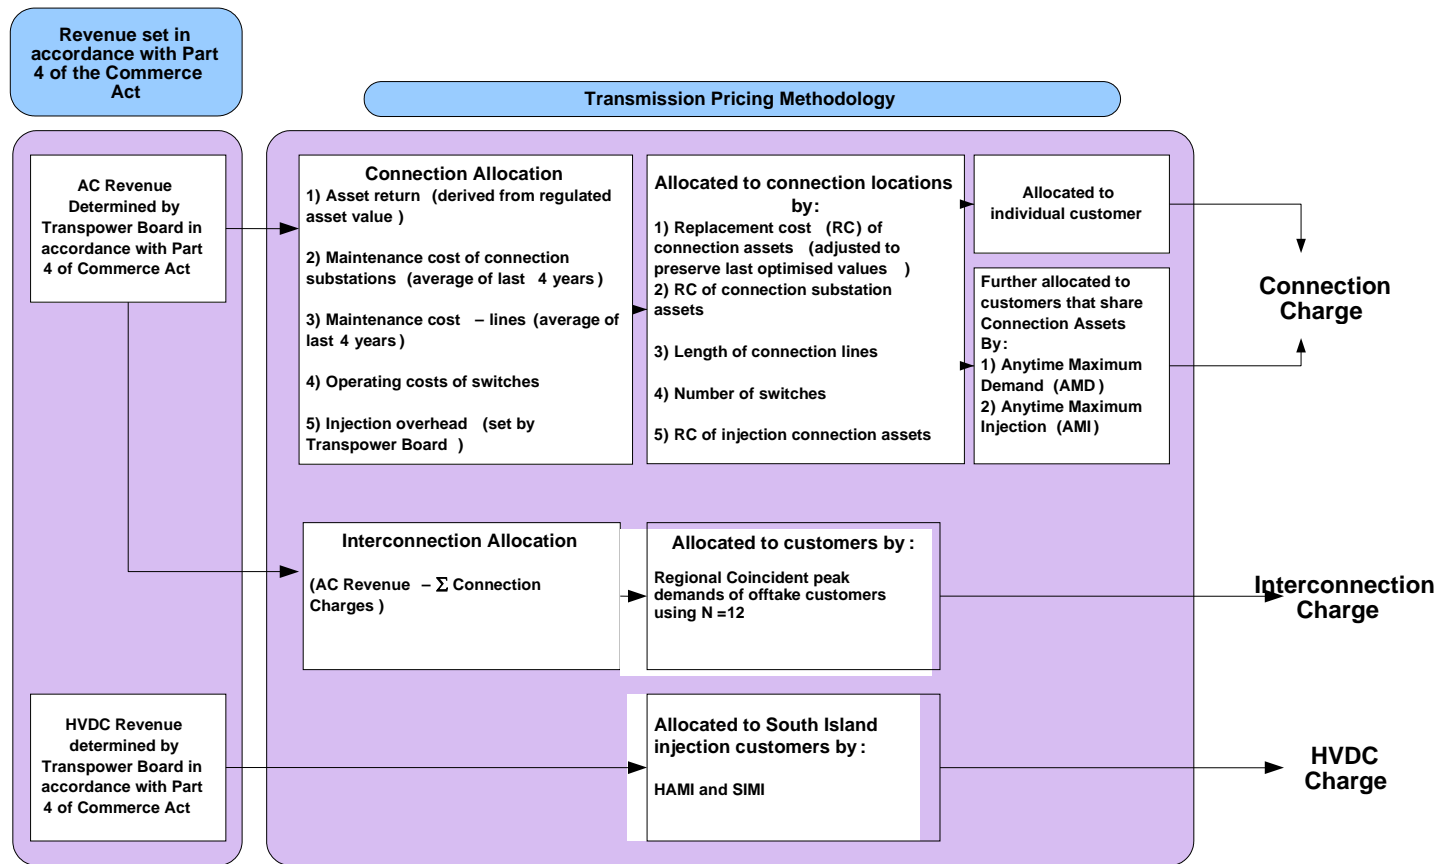 Revenue set in
accordance with Part
4 of the Commerce
Act
Transmission Pricing Methodology
AC Revenue
Determined by
Transpower Board in
accordance with Part
4 of Commerce Act
Connection Allocation
1) Asset return (derived from regulated
asset value )
2) Maintenance cost of connection
substations (average of last 4 years )
3) Maintenance cost – lines (average of
last 4 years )
4) Operating costs of switches
5) Injection overhead (set by
Transpower Board )
Allocated to connection locations
by:
1) Replacement cost (RC) of
connection assets (adjusted to
preserve last optimised values )
2) RC of connection substation
assets
3) Length of connection lines
4) Number of switches
5) RC of injection connection assets
Allocated to
individual customer
Further allocated to
customers that share
Connection Assets
By:
1) Anytime Maximum
Demand (AMD)
2) Anytime Maximum
Injection (AMI)
Connection
Charge
Interconnection Allocation
(AC Revenue – Σ Connection
Charges )
Allocated to customers by :
Regional Coincident peak
demands of offtake customers
using N =12
Interconnection
Charge
HVDC Revenue
determined by
Transpower Board in
accordance with Part
4 of Commerce Act
Allocated to South Island
injection customers by :
HAMI and SIMI
HVDC
Charge